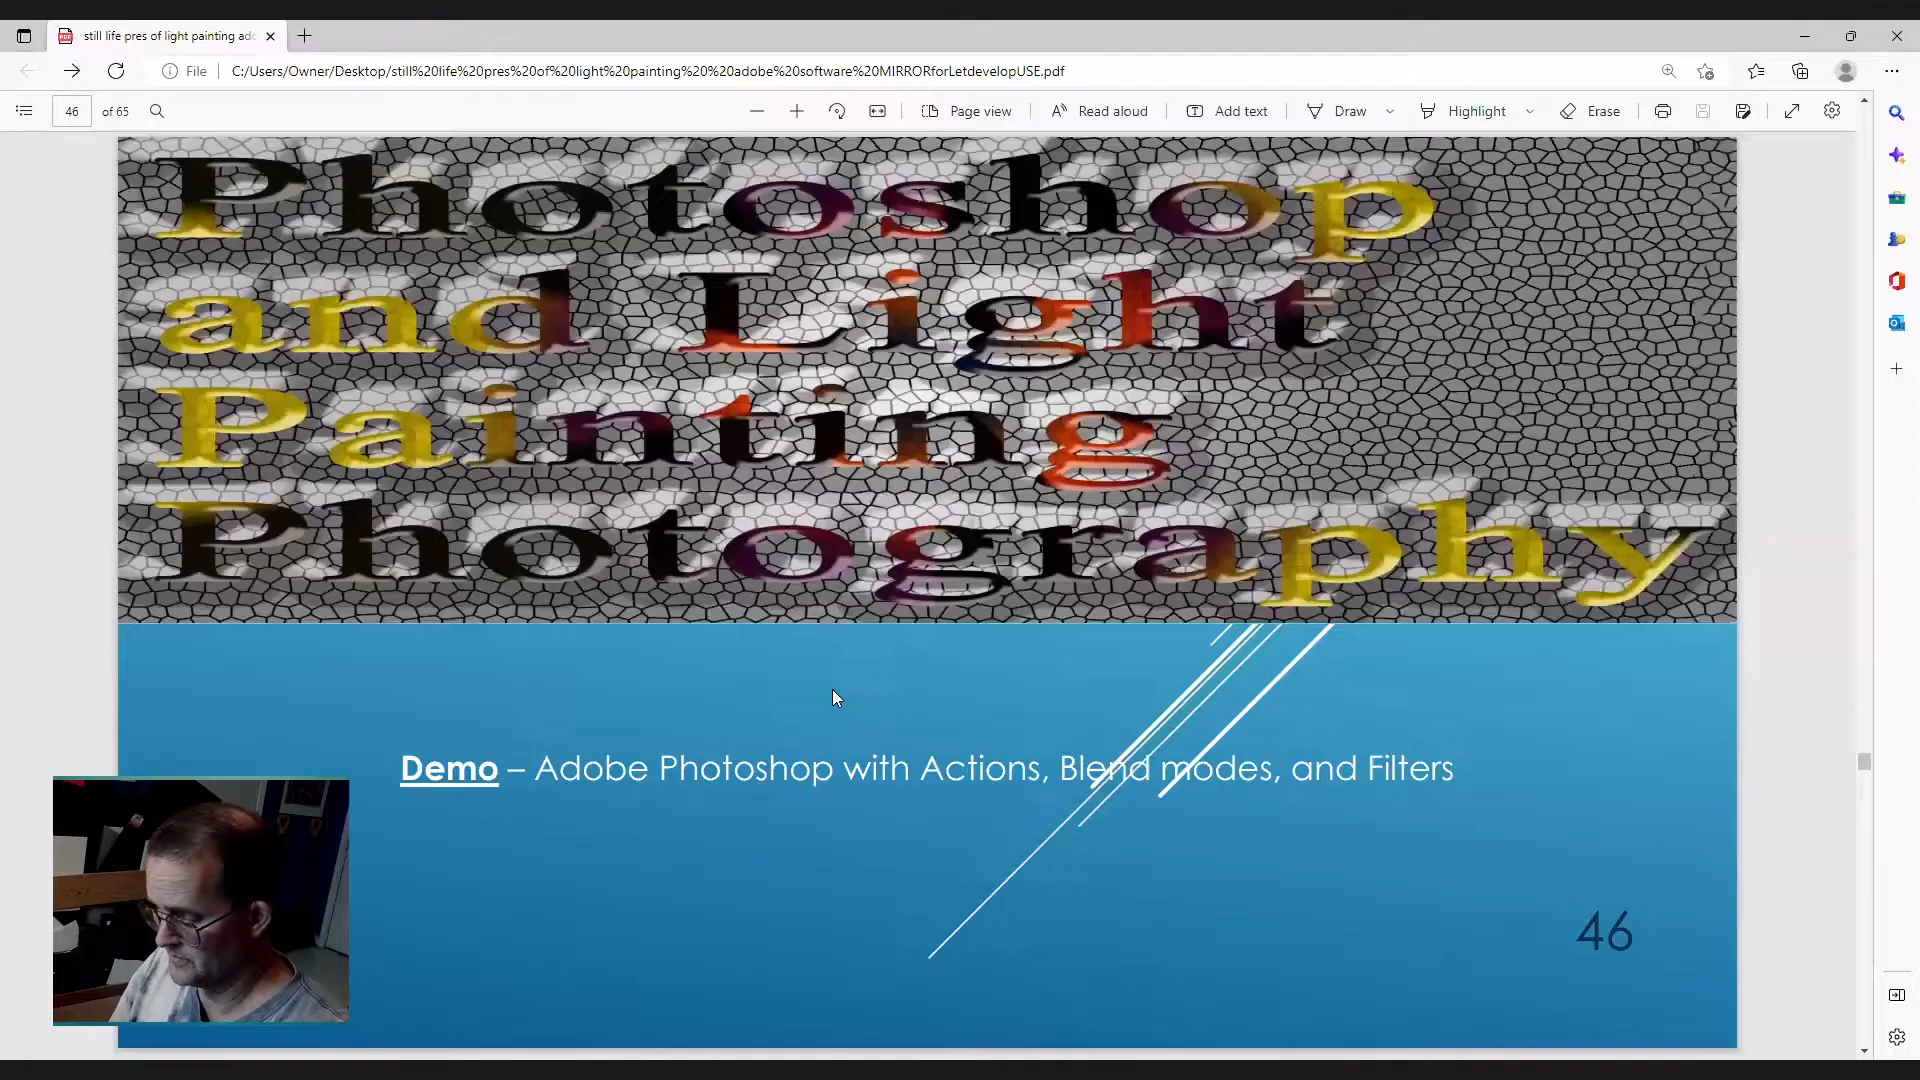 still life pres of light painting ado
File
C:/Users/Owner/Desktop/still%20life%20pres%20of%20light%20painting%20%20adobe%20software%20MIRRORforLetdevelopUSE.pdf
46 of 65
Page view
Read aloud
Add text
Draw
Highlight
Erase
Photoshop
and Light
Painting
Photography
Demo – Adobe Photoshop with Actions, Blend modes, and Filters
46